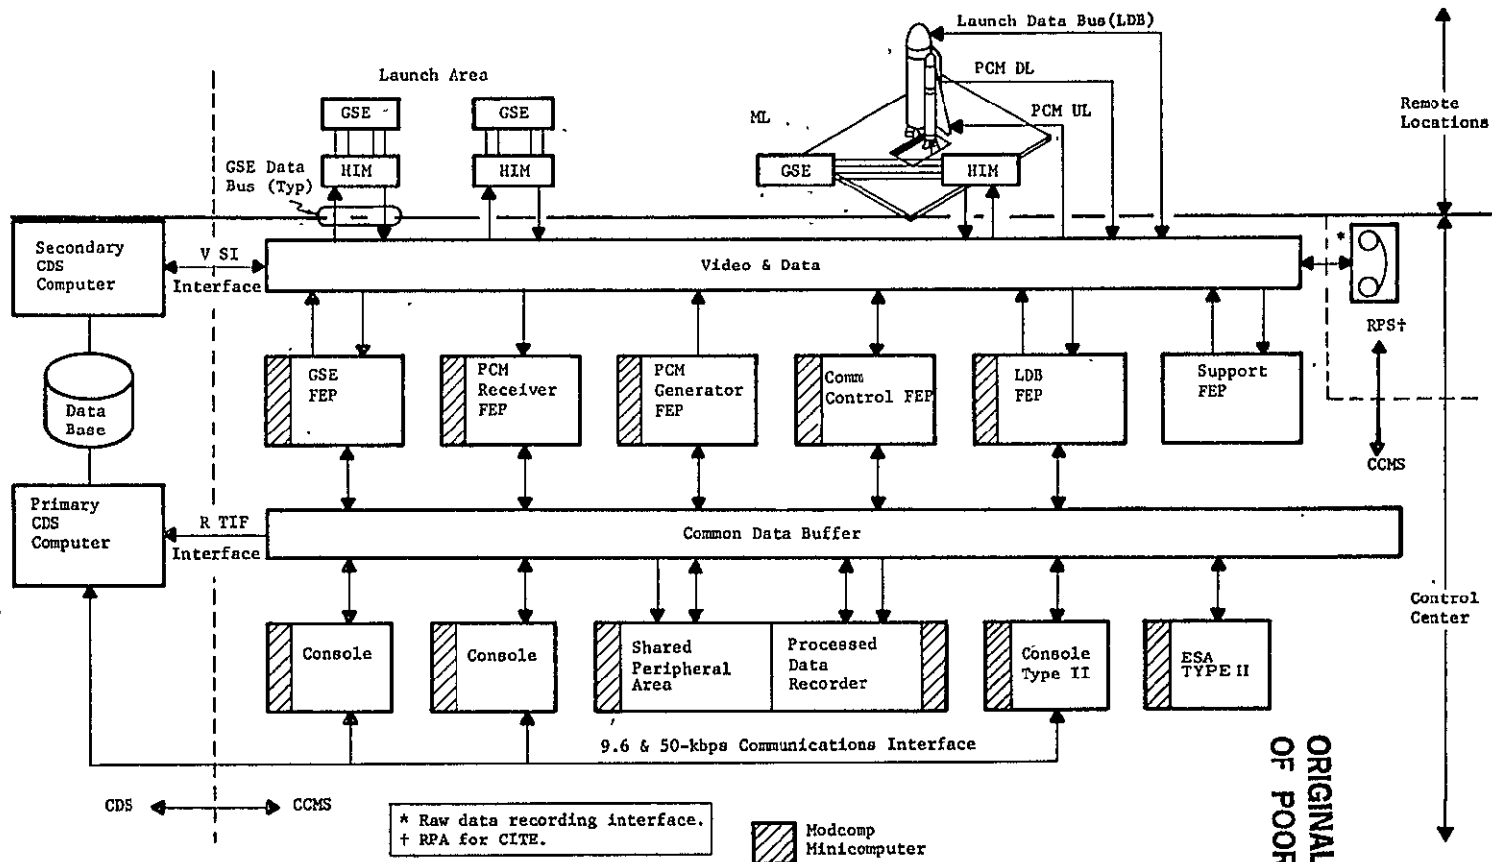 Launch Data Bus(LDB)
Launch Area
PCM DL
GSE
GSE
Remote
Locations
ML
PCM UL
GSE Data
Bus (Typ)
HIM
HIM
GSE
HIM
Secondary
CDS
Computer
V SI
Interface
Video & Data
*
RPS†
GSE
FEP
PCM
Receiver
FEP
PCM
Generator
FEP
Comm
Control FEP
LDB
FEP
Support
FEP
Data
Base
CCMS
Primary
CDS
Computer
R TIF
Interface
Common Data Buffer
Control
Center
Console
Console
Shared
Peripheral
Area
Processed
Data
Recorder
Console
Type II
ESA
TYPE II
9.6 & 50-kbps Communications Interface
CDS
CCMS
* Raw data recording interface.
† RPA for CITE.
Modcomp
Minicomputer
ORIGINAL
OF POOR